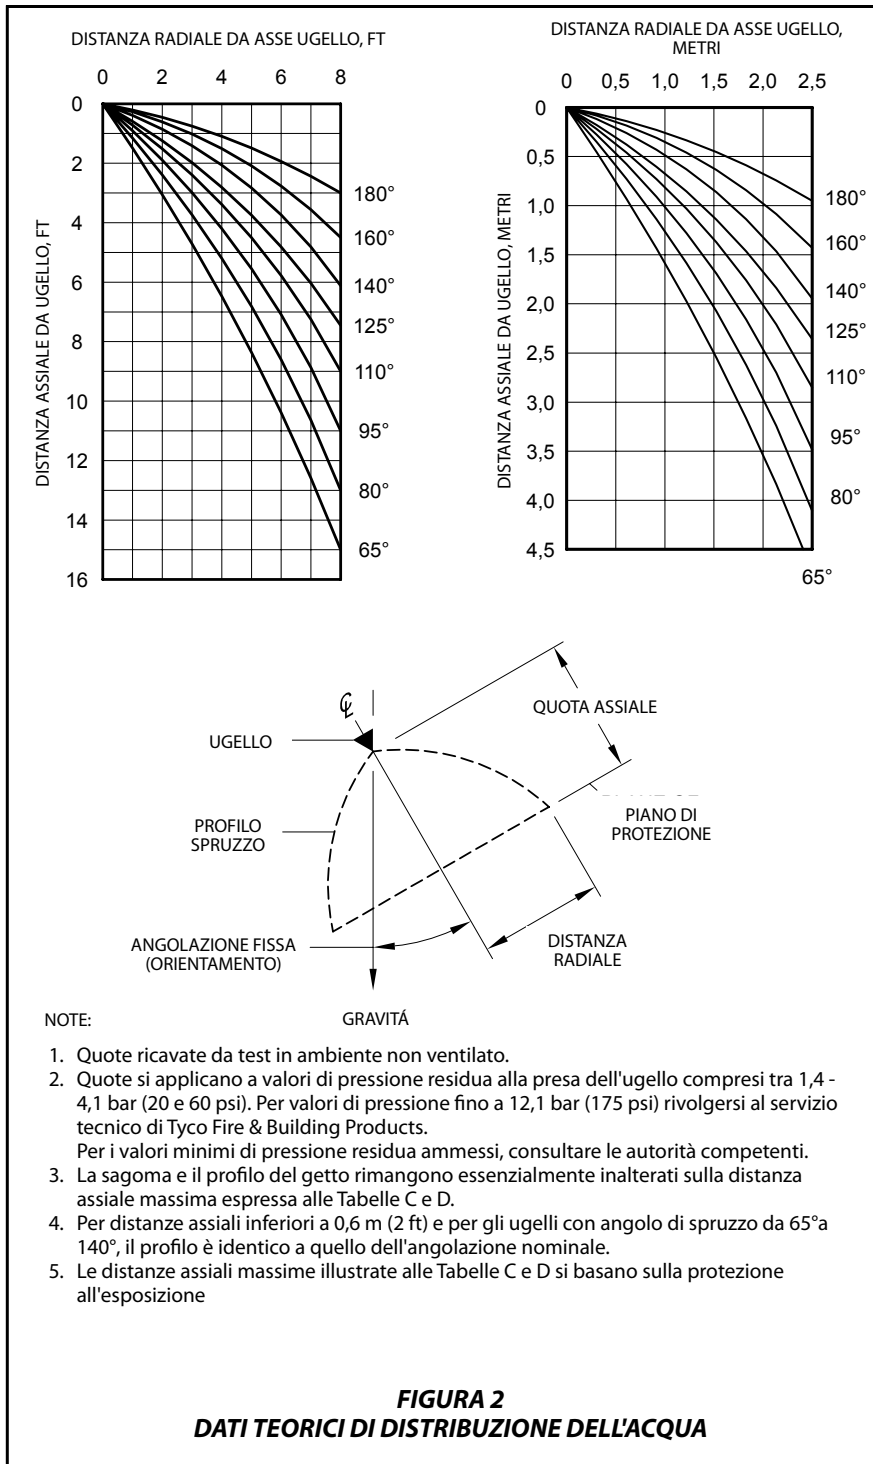 DISTANZA RADIALE DA ASSE UGELLO, FT
0 2 4 6 8
0
2
4
6
8
10
12
14
16
DISTANZA ASSIALE DA UGELLO, FT
180°
160°
140°
125°
110°
95°
80°
65°
DISTANZA RADIALE DA ASSE UGELLO,
METRI
0 0,5 1,0 1,5 2,0 2,5
0
0,5
1,0
1,5
2,0
2,5
3,0
3,5
4,0
4,5
DISTANZA ASSIALE DA UGELLO, METRI
180°
160°
140°
125°
110°
95°
80°
65°
QUOTA ASSIALE
UGELLO
PROFILO
SPRUZZO
PIANO DI
PROTEZIONE
ANGOLAZIONE FISSA
(ORIENTAMENTO)
DISTANZA
RADIALE
GRAVITÁ
NOTE:
1. Quote ricavate da test in ambiente non ventilato.
2. Quote si applicano a valori di pressione residua alla presa dell'ugello compresi tra 1,4 -
4,1 bar (20 e 60 psi). Per valori di pressione fino a 12,1 bar (175 psi) rivolgersi al servizio
tecnico di Tyco Fire & Building Products.
Per i valori minimi di pressione residua ammessi, consultare le autorità competenti.
3. La sagoma e il profilo del getto rimangono essenzialmente inalterati sulla distanza
assiale massima espressa alle Tabelle C e D.
4. Per distanze assiali inferiori a 0,6 m (2 ft) e per gli ugelli con angolo di spruzzo da 65°a
140°, il profilo è identico a quello dell'angolazione nominale.
5. Le distanze assiali massime illustrate alle Tabelle C e D si basano sulla protezione
all'esposizione
FIGURA 2
DATI TEORICI DI DISTRIBUZIONE DELL'ACQUA